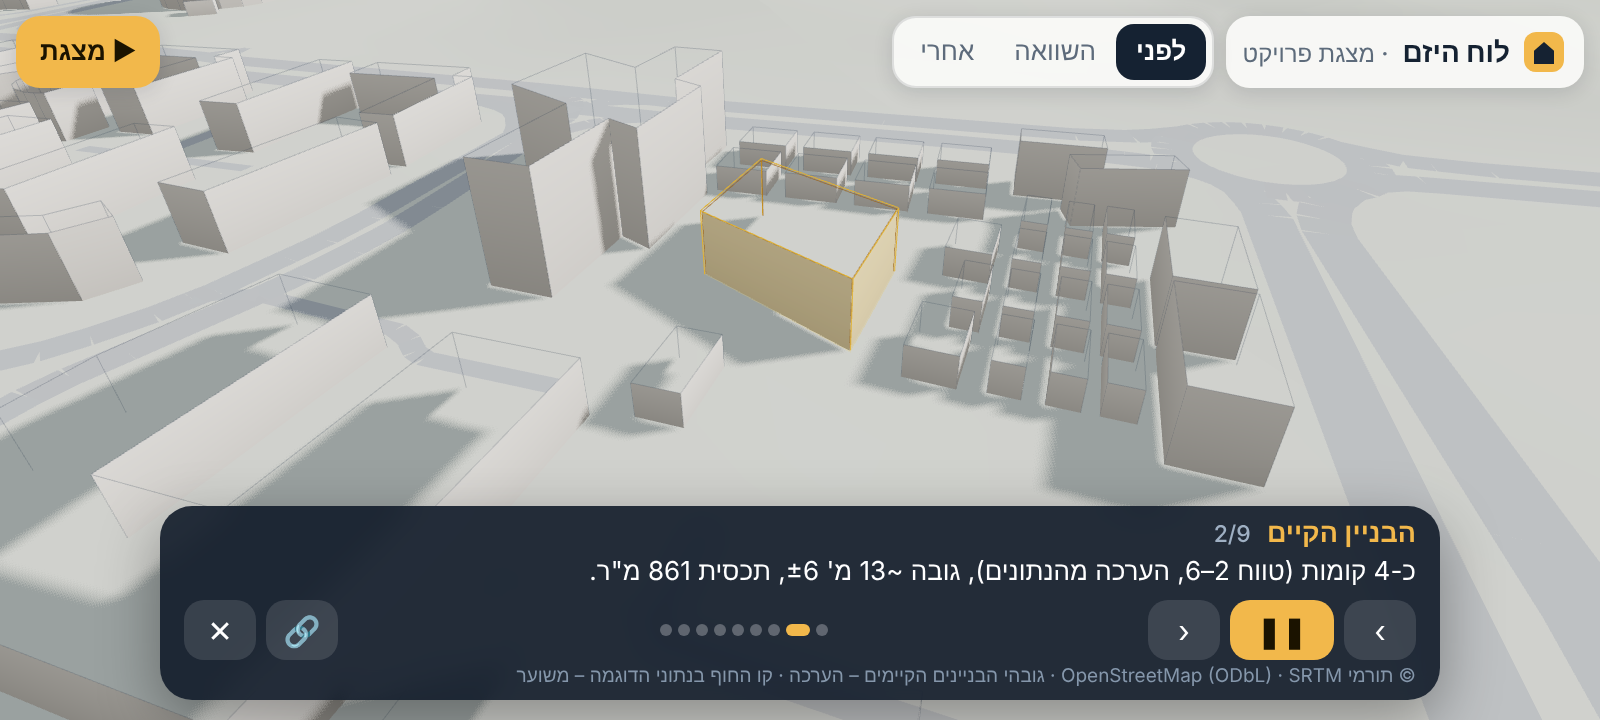 לוח היזם · מצגת פרויקט
לפני השוואה אחרי
▶ מצגת
הבניין הקיים 2/9
כ-4 קומות (טווח 2–6, הערכה מהנתונים), גובה ~13 מ' ±6, תכסית 861 מ"ר.
© תורמי OpenStreetMap (ODbL) · SRTM · גובהי הבניינים הקיימים – הערכה · קו החוף בנתוני הדוגמה – משוער